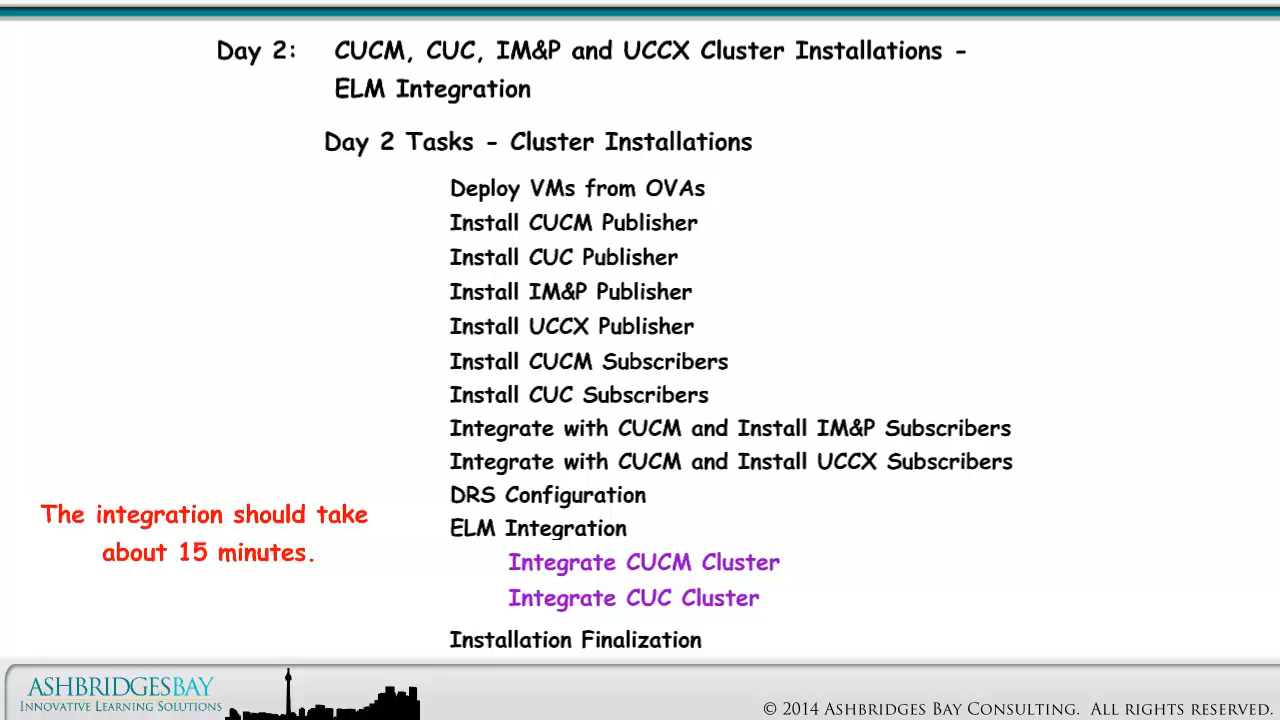 Day 2: CUCM, CUC, IM&P and UCCX Cluster Installations -
ELM Integration
Day 2 Tasks - Cluster Installations
Deploy VMs from OVAs
Install CUCM Publisher
Install CUC Publisher
Install IM&P Publisher
Install UCCX Publisher
Install CUCM Subscribers
Install CUC Subscribers
Integrate with CUCM and Install IM&P Subscribers
Integrate with CUCM and Install UCCX Subscribers
DRS Configuration
The integration should take
about 15 minutes.
ELM Integration
Integrate CUCM Cluster
Integrate CUC Cluster
Installation Finalization
ASHBRIDGESBAY
INNOVATIVE LEARNING SOLUTIONS
© 2014 ASHBRIDGES BAY CONSULTING. ALL RIGHTS RESERVED.